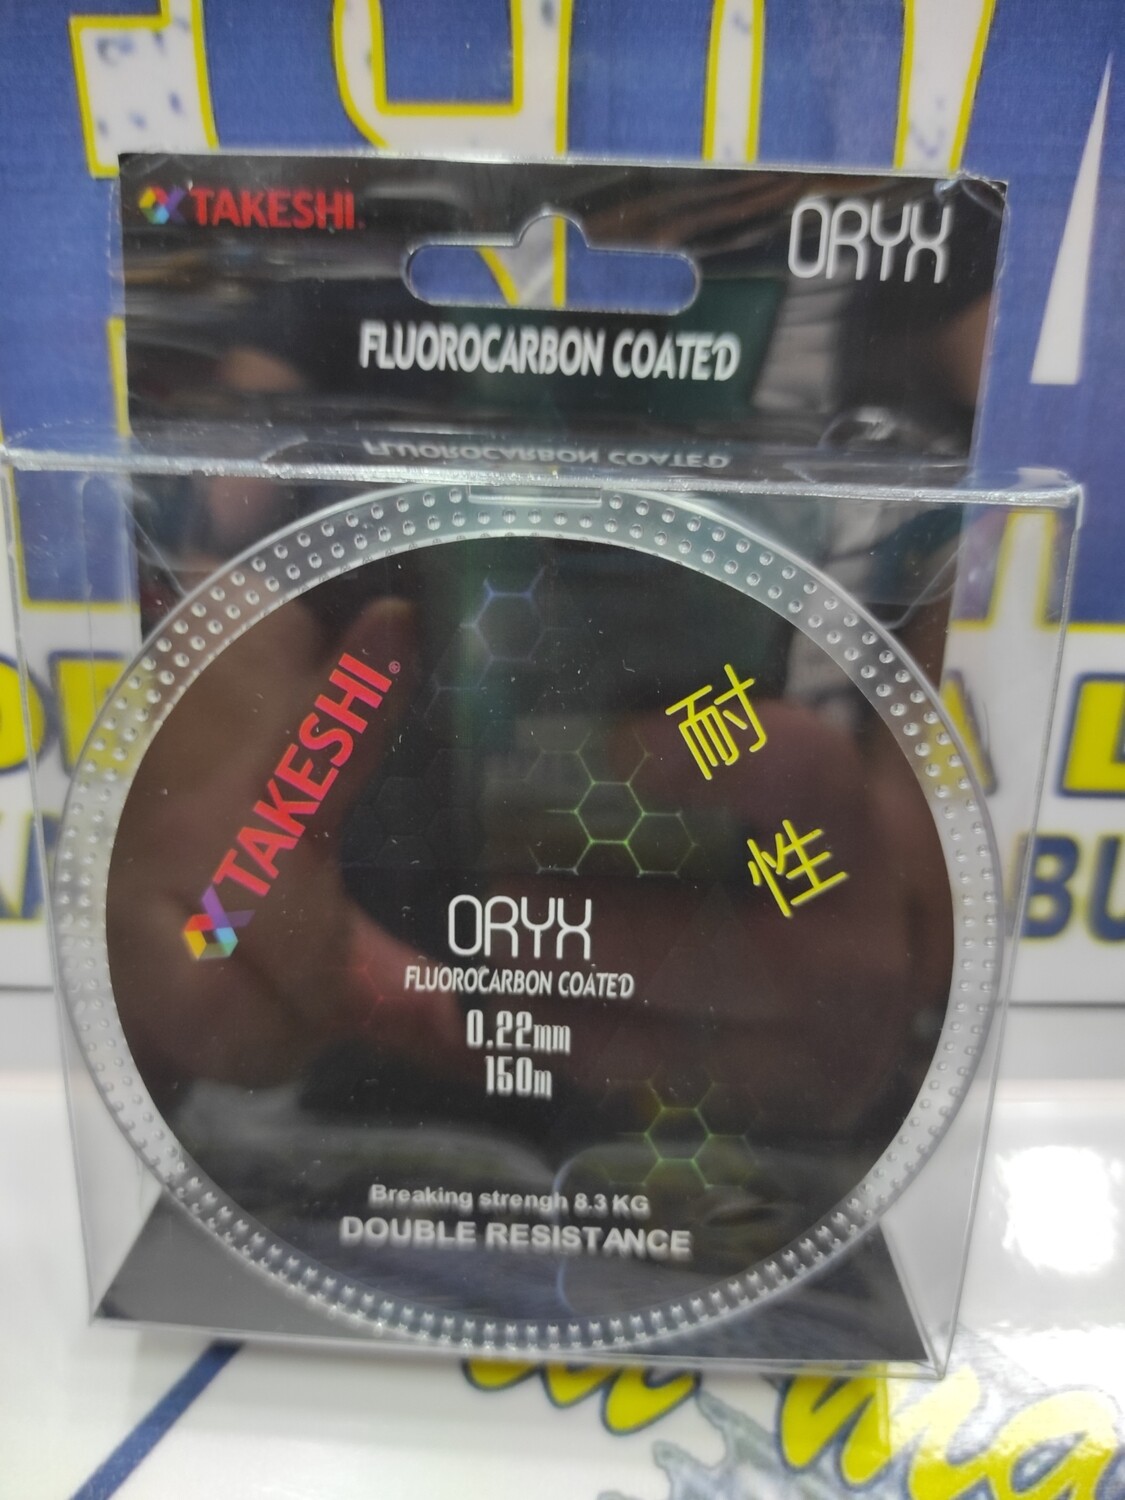 TAKESHI
ORYX
FLUOROCARBON COATED
FLUOROCARBON COATED
TAKESHI®
耐
性
ORYX
FLUOROCARBON COATED
0.22mm
150m
Breaking strengh 8.3 KG
DOUBLE RESISTANCE
BU